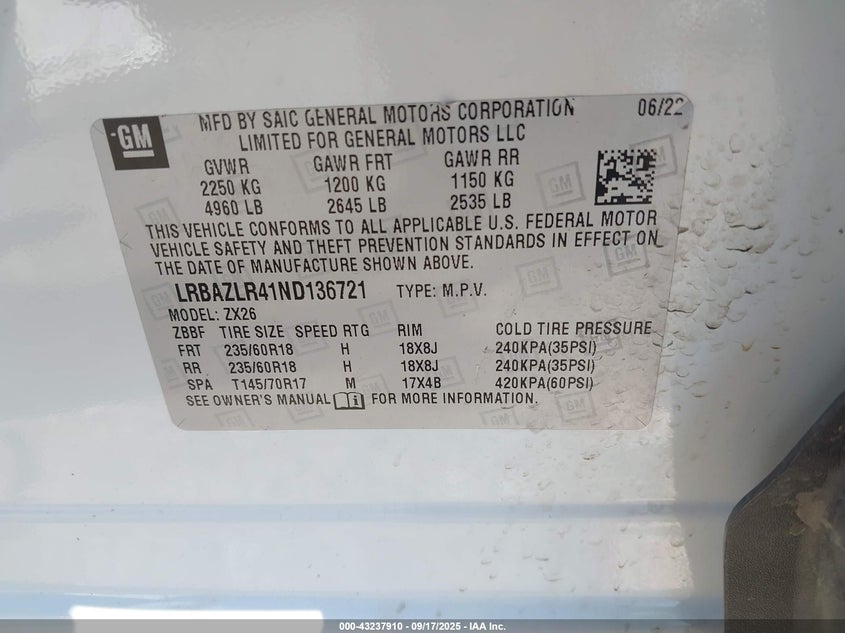 GM
MFD BY SAIC GENERAL MOTORS CORPORATION 06/22
LIMITED FOR GENERAL MOTORS LLC
GVWR GAWR FRT GAWR RR
2250 KG 1200 KG 1150 KG
4960 LB 2645 LB 2535 LB
THIS VEHICLE CONFORMS TO ALL APPLICABLE U.S. FEDERAL MOTOR
VEHICLE SAFETY AND THEFT PREVENTION STANDARDS IN EFFECT ON
THE DATE OF MANUFACTURE SHOWN ABOVE.
LRBAZLR41ND136721 TYPE: M.P.V.
MODEL: ZX26
ZBBF TIRE SIZE SPEED RTG RIM COLD TIRE PRESSURE
FRT 235/60R18 H 18X8J 240KPA(35PSI)
RR 235/60R18 H 18X8J 240KPA(35PSI)
SPA T145/70R17 M 17X4B 420KPA(60PSI)
SEE OWNER'S MANUAL i FOR MORE INFORMATION.
000-43237910 - 09/17/2025 - IAA Inc.